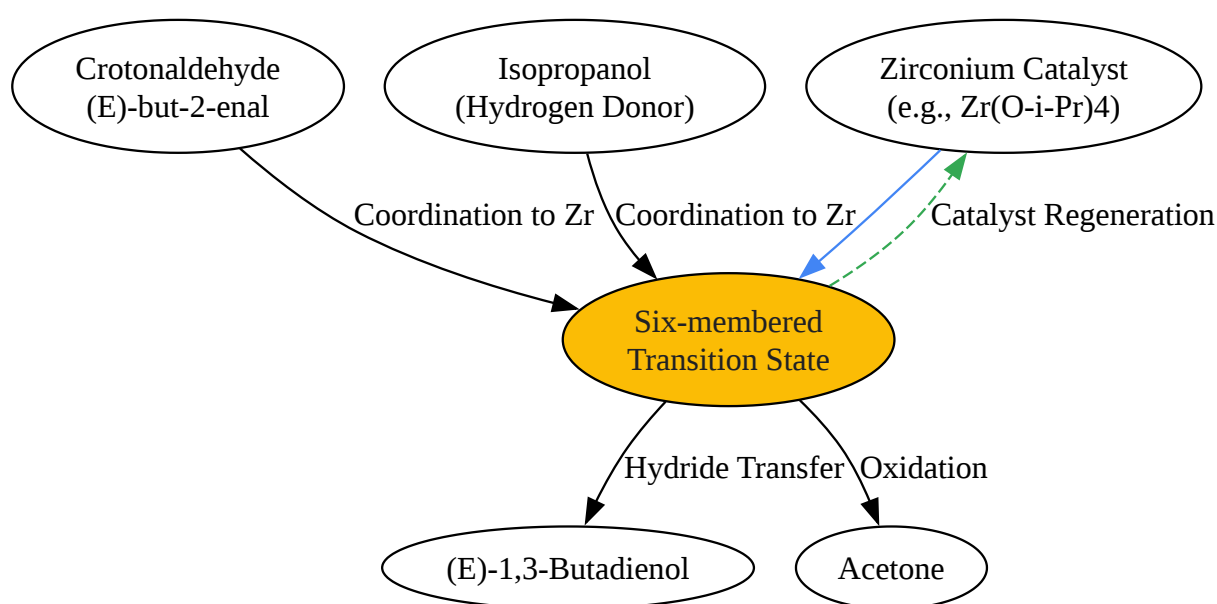 Crotonaldehyde
(E)-but-2-enal
Isopropanol
(Hydrogen Donor)
Zirconium Catalyst
(e.g., Zr(O-i-Pr)4)
Coordination to Zr
Coordination to Zr
Catalyst Regeneration
Six-membered
Transition State
Hydride Transfer
Oxidation
(E)-1,3-Butadienol
Acetone